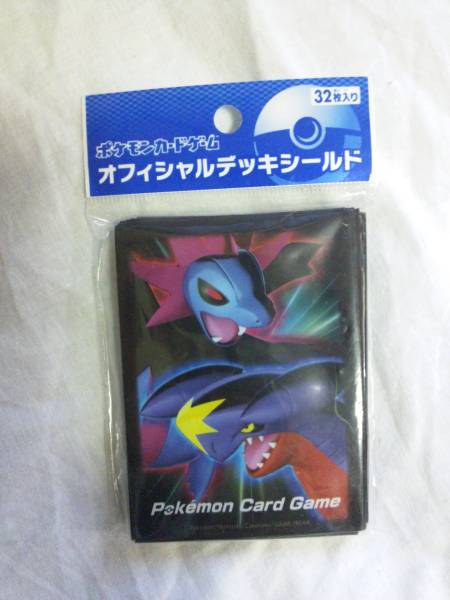 32枚入り
ポケモンカードゲーム
オフィシャルデッキシールド
Pokémon Card Game